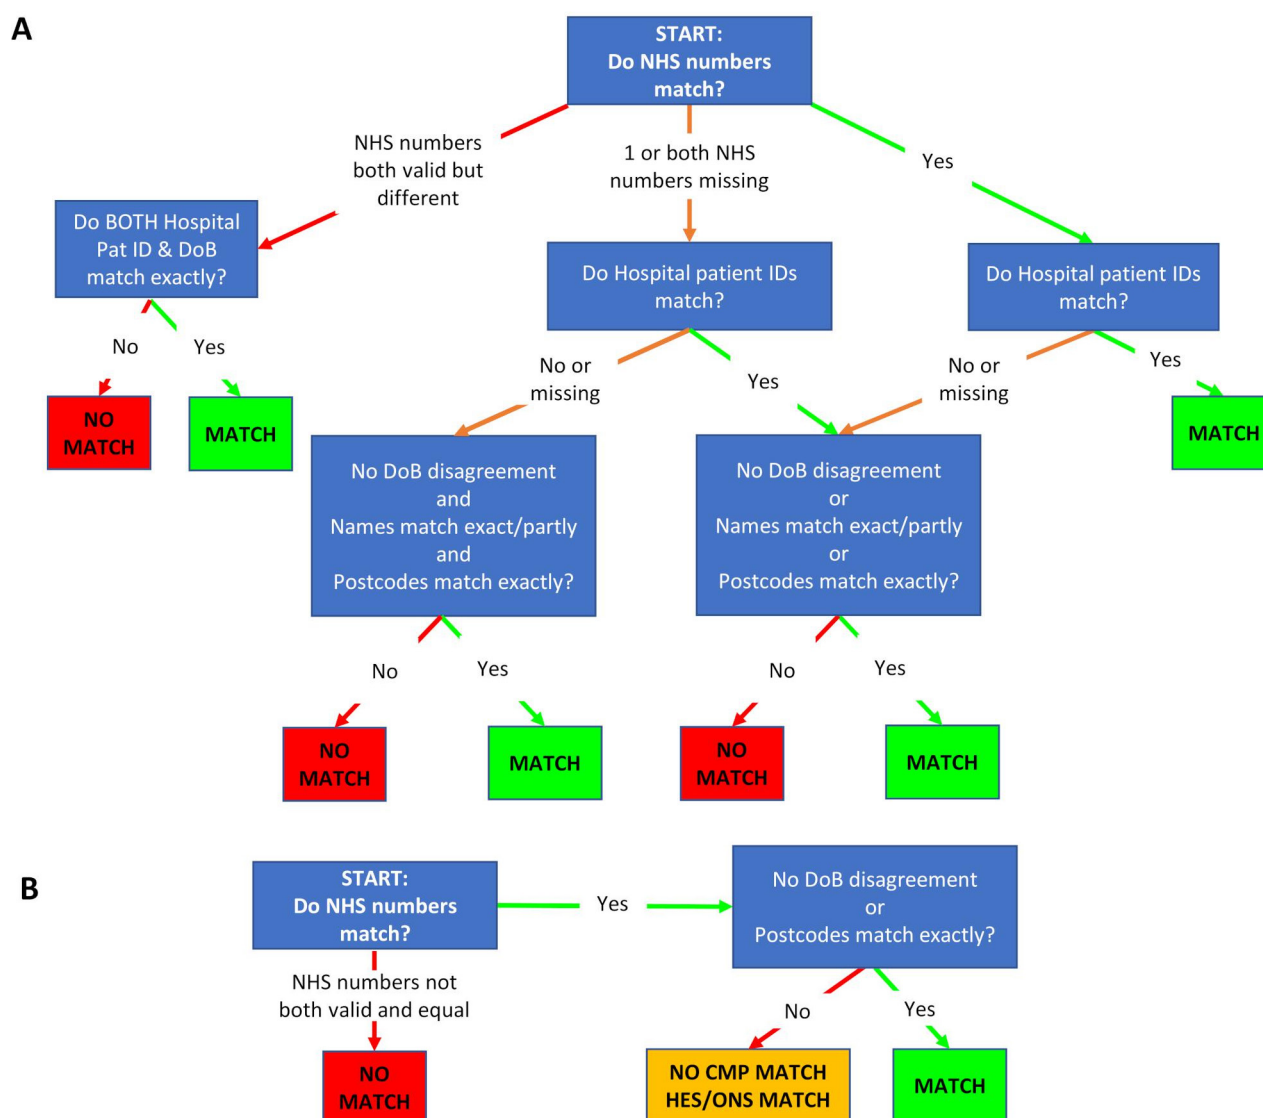 A
START:
Do NHS numbers
match?
NHS numbers
both valid but
different
1 or both NHS
numbers missing
Yes
Do BOTH Hospital
Pat ID & DoB
match exactly?
Do Hospital patient IDs
match?
Do Hospital patient IDs
match?
No
Yes
No or
missing
Yes
No or
missing
Yes
NO
MATCH
MATCH
MATCH
No DoB disagreement
and
Names match exact/partly
and
Postcodes match exactly?
No DoB disagreement
or
Names match exact/partly
or
Postcodes match exactly?
No
Yes
No
Yes
NO
MATCH
MATCH
NO
MATCH
MATCH
B
START:
Do NHS numbers
match?
Yes
No DoB disagreement
or
Postcodes match exactly?
NHS numbers not
both valid and equal
No
Yes
NO
MATCH
NO CMP MATCH
HES/ONS MATCH
MATCH